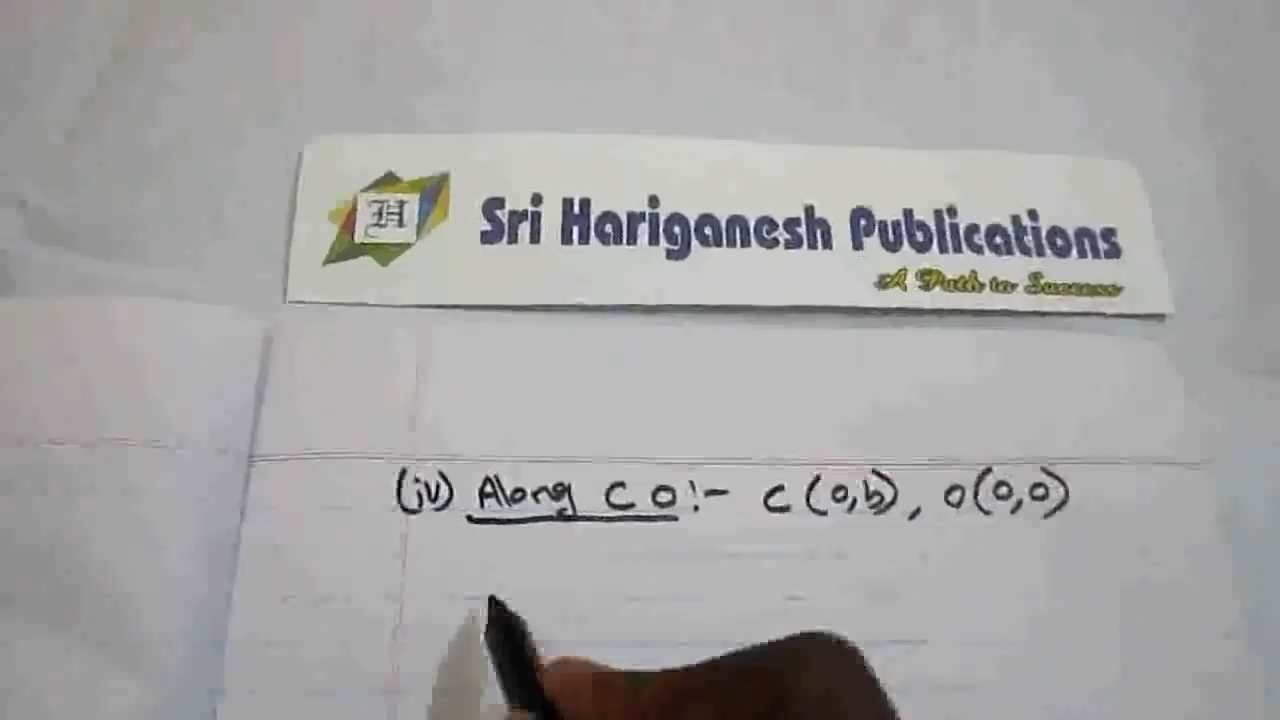 H
Sri Hariganesh Publications
A Path to Success
(iv) Along CO:- C(0,b), O(0,0)